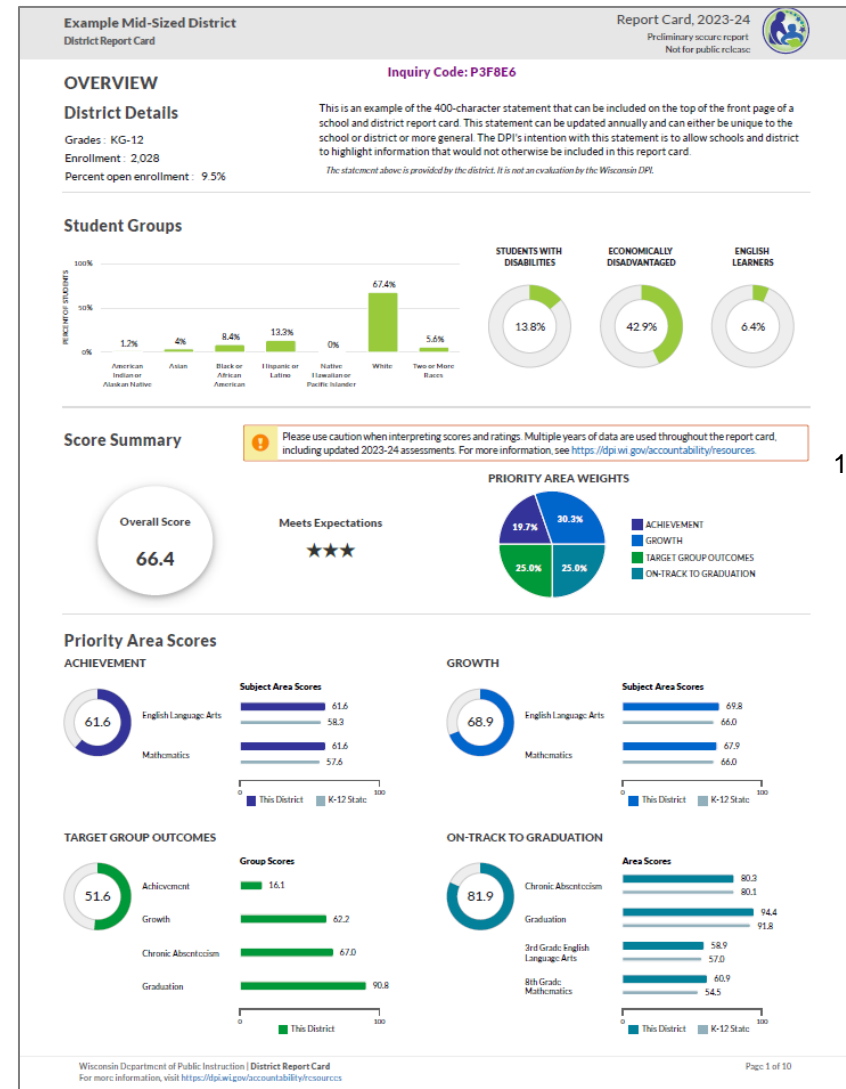 Example Mid-Sized District
District Report Card
Report Card, 2023-24
Preliminary secure report
Not for public release
OVERVIEW
Inquiry Code: P3F8E6
District Details
Grades : KG-12
Enrollment : 2,028
Percent open enrollment : 9.5%
This is an example of the 400-character statement that can be included on the top of the front page of a
school and district report card. This statement can be updated annually and can either be unique to the
school or district or more general. The DPI's intention with this statement is to allow schools and district
to highlight information that would not otherwise be included in this report card.
The statement above is provided by the district. It is not an evaluation by the Wisconsin DPI.
Student Groups
PERCENT OF STUDENTS
100%
50%
0%
1.2%
4%
8.4%
13.3%
0%
67.4%
5.6%
American
Indian or
Alaskan Native
Asian
Black or
African
American
Hispanic or
Latino
Native
Hawaiian or
Pacific Islander
White
Two or More
Races
STUDENTS WITH
DISABILITIES
13.8%
ECONOMICALLY
DISADVANTAGED
42.9%
ENGLISH
LEARNERS
6.4%
Score Summary
Please use caution when interpreting scores and ratings. Multiple years of data are used throughout the report card,
including updated 2023-24 assessments. For more information, see https://dpi.wi.gov/accountability/resources.
1
Overall Score
66.4
Meets Expectations
★★★
PRIORITY AREA WEIGHTS
19.7%
30.3%
25.0%
25.0%
ACHIEVEMENT
GROWTH
TARGET GROUP OUTCOMES
ON-TRACK TO GRADUATION
Priority Area Scores
ACHIEVEMENT
61.6
Subject Area Scores
English Language Arts
61.6
58.3
Mathematics
61.6
57.6
0
100
This District
K-12 State
GROWTH
68.9
Subject Area Scores
English Language Arts
69.8
66.0
Mathematics
67.9
66.0
0
100
This District
K-12 State
TARGET GROUP OUTCOMES
51.6
Group Scores
Achievement
16.1
Growth
62.2
Chronic Absenteeism
67.0
Graduation
90.8
0
100
This District
ON-TRACK TO GRADUATION
81.9
Area Scores
Chronic Absenteeism
80.3
80.1
Graduation
94.4
91.8
3rd Grade English
Language Arts
58.9
57.0
8th Grade
Mathematics
60.9
54.5
0
100
This District
K-12 State
Wisconsin Department of Public Instruction | District Report Card
For more information, visit https://dpi.wi.gov/accountability/resources
Page 1 of 10